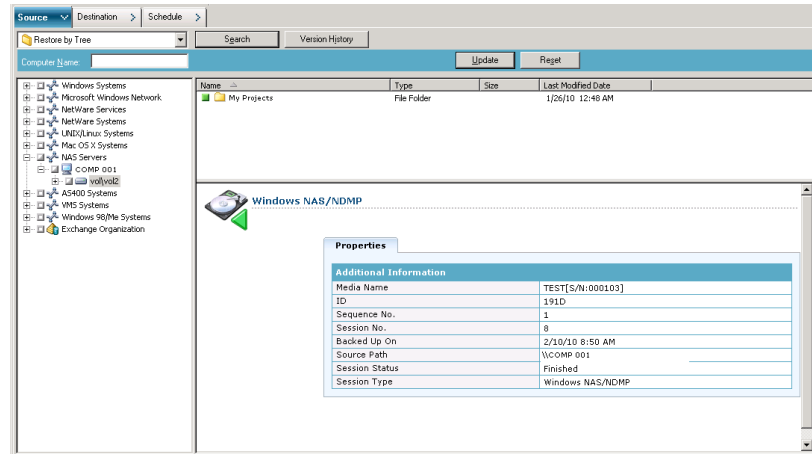 Source Destination > Schedule >
Restore by Tree Search Version History
Computer Name: Update Reset
Windows Systems
Microsoft Windows Network
NetWare Services
NetWare Systems
UNIX/Linux Systems
Mac OS X Systems
NAS Servers
COMP 001
vol\vol2
AS400 Systems
VMS Systems
Windows 98/Me Systems
Exchange Organization
Name Type Size Last Modified Date
My Projects File Folder 1/26/10 12:48 AM
Windows NAS/NDMP
Properties
Additional Information
Media Name TEST[S/N:000103]
ID 191D
Sequence No. 1
Session No. 8
Backed Up On 2/10/10 8:50 AM
Source Path \\COMP 001
Session Status Finished
Session Type Windows NAS/NDMP